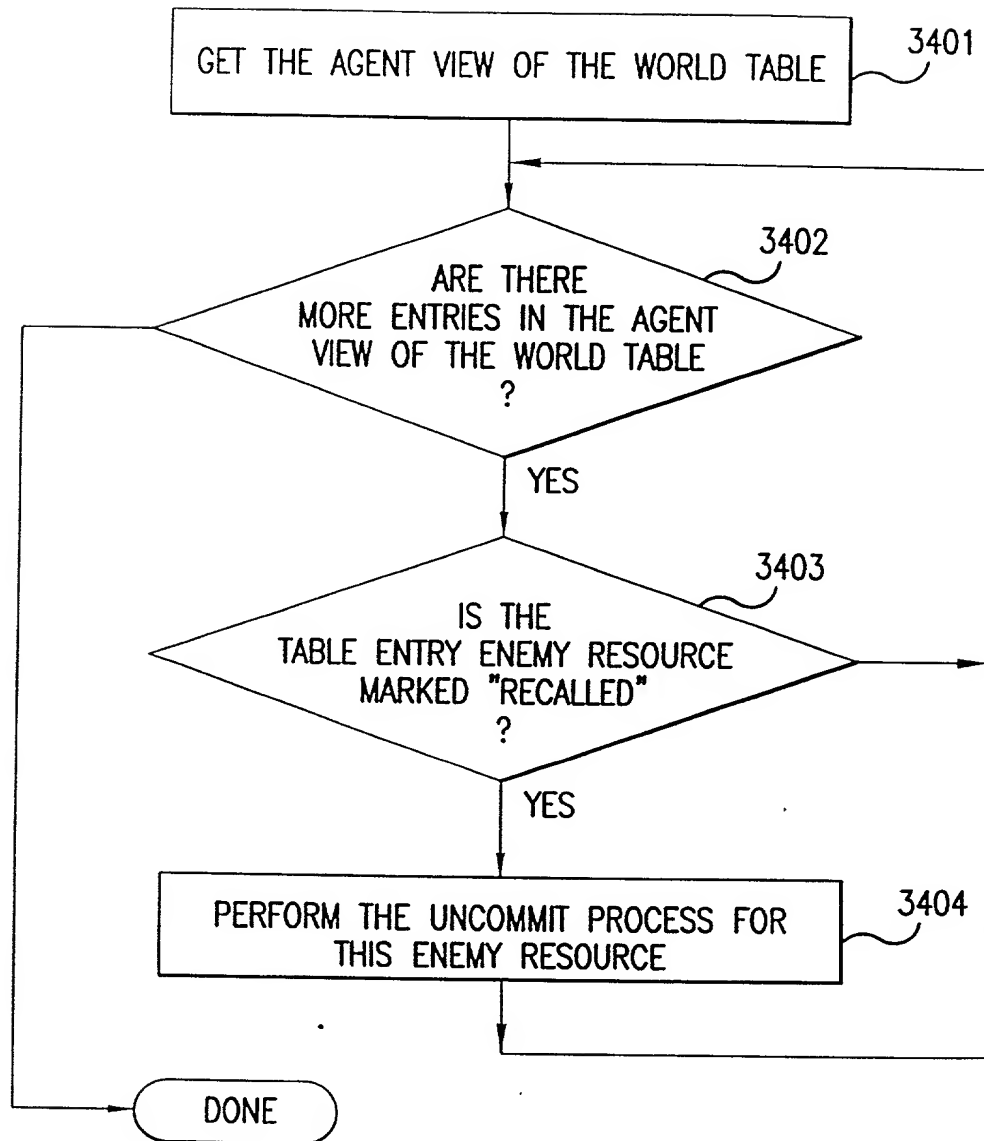 GET THE AGENT VIEW OF THE WORLD TABLE
3401
3402
ARE THERE
MORE ENTRIES IN THE AGENT
VIEW OF THE WORLD TABLE
?
YES
3403
IS THE
TABLE ENTRY ENEMY RESOURCE
MARKED "RECALLED"
?
YES
3404
PERFORM THE UNCOMMIT PROCESS FOR
THIS ENEMY RESOURCE
DONE